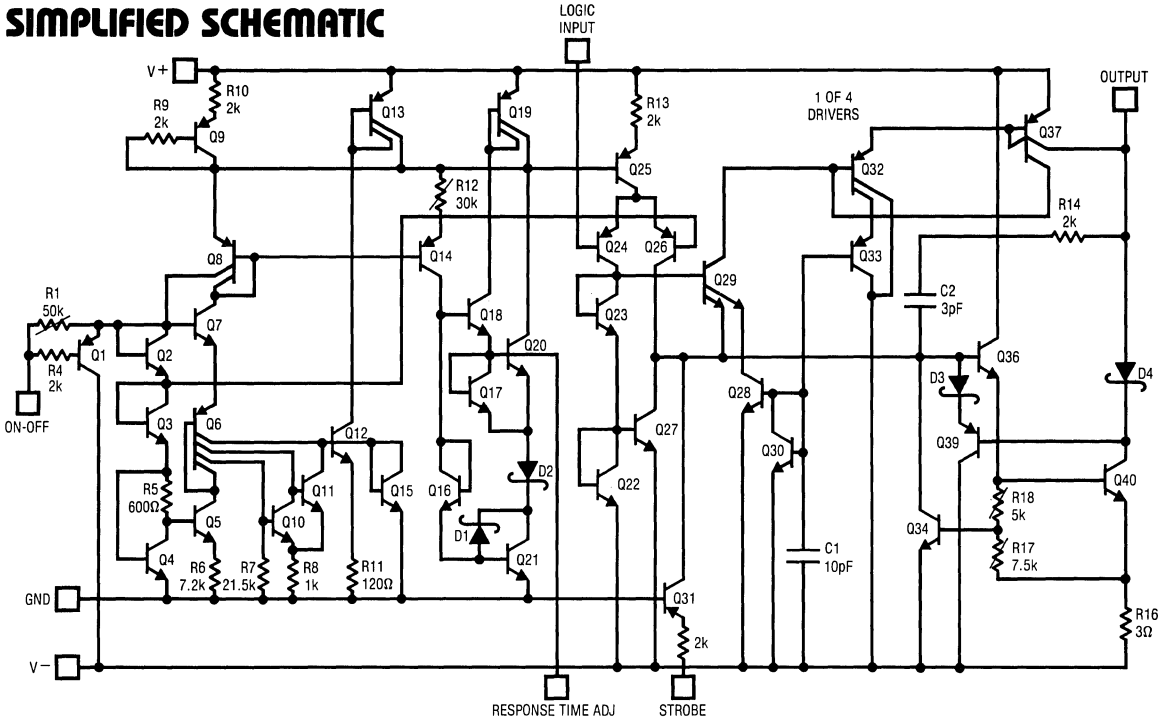 SIMPLIFIED SCHEMATIC
LOGIC
INPUT
V+
R10
2k
R9
2k
Q9
Q13
Q19
R13
2k
1 OF 4
DRIVERS
OUTPUT
Q37
Q25
Q32
R12
30k
R14
2k
Q8
Q14
Q24
Q26
Q33
Q29
C2
3pF
R1
50k
Q7
Q18
Q23
Q1
Q2
Q20
Q36
R4
2k
Q17
Q28
D3
D4
ON-OFF
Q3
Q6
Q12
Q27
Q30
Q39
R5
600Ω
Q11
Q15
Q16
D2
Q22
Q40
Q5
Q10
D1
Q34
R18
5k
Q4
Q21
C1
10pF
R17
7.5k
R6
7.2k
R7
21.5k
R8
1k
R11
120Ω
GND
Q31
R16
3Ω
2k
V−
RESPONSE TIME ADJ
STROBE